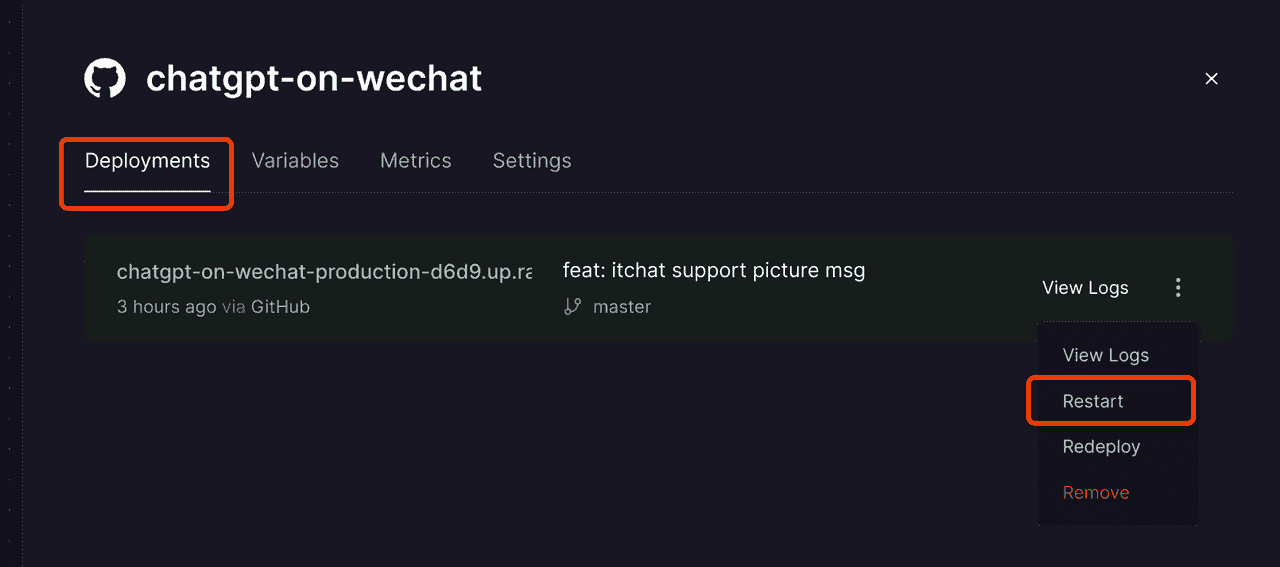 chatgpt-on-wechat
Deployments Variables Metrics Settings
chatgpt-on-wechat-production-d6d9.up.ra
3 hours ago via GitHub
feat: itchat support picture msg
master
View Logs
View Logs
Restart
Redeploy
Remove